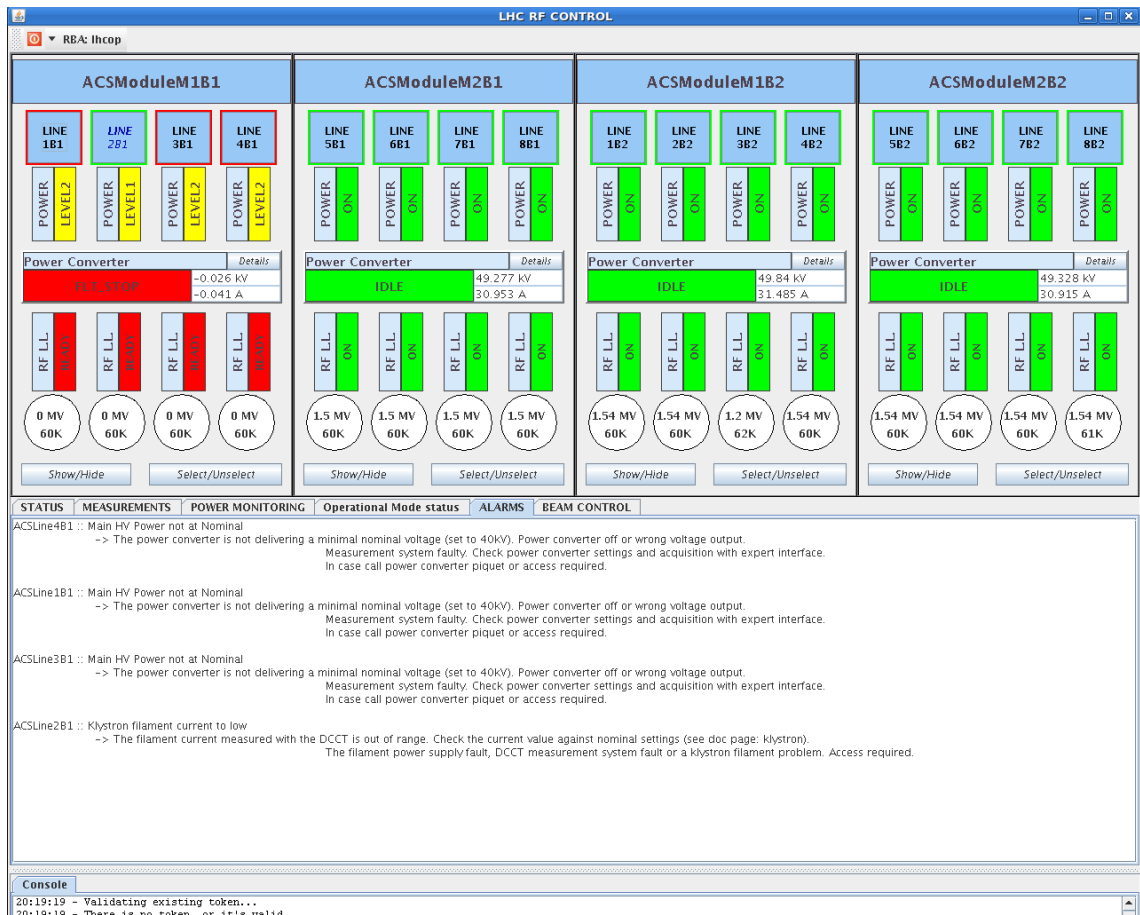 LHC RF CONTROL
RBA: lhcop
ACSModuleM1B1 ACSModuleM2B1 ACSModuleM1B2 ACSModuleM2B2
LINE LINE LINE LINE LINE LINE LINE LINE LINE LINE LINE LINE LINE LINE LINE LINE
1B1 2B1 3B1 4B1 5B1 6B1 7B1 8B1 1B2 2B2 3B2 4B2 5B2 6B2 7B2 8B2
POWER LEVEL2 POWER LEVEL1 POWER LEVEL2 POWER LEVEL2 POWER ON POWER ON POWER ON POWER ON POWER ON POWER ON POWER ON POWER ON POWER ON POWER ON POWER ON POWER ON
Power Converter Details Power Converter Details Power Converter Details Power Converter Details
FLT_STOP -0.026 kV IDLE 49.277 kV IDLE 49.84 kV IDLE 49.328 kV
-0.041 A 30.953 A 31.485 A 30.915 A
RF LL READY RF LL READY RF LL READY RF LL READY RF LL ON RF LL ON RF LL ON RF LL ON RF LL ON RF LL ON RF LL ON RF LL ON RF LL ON RF LL ON RF LL ON RF LL ON
0 MV 0 MV 0 MV 0 MV 1.5 MV 1.5 MV 1.5 MV 1.5 MV 1.54 MV 1.54 MV 1.2 MV 1.54 MV 1.54 MV 1.54 MV 1.54 MV 1.54 MV
60K 60K 60K 60K 60K 60K 60K 60K 60K 60K 62K 60K 60K 60K 60K 61K
Show/Hide Select/Unselect Show/Hide Select/Unselect Show/Hide Select/Unselect Show/Hide Select/Unselect
STATUS MEASUREMENTS POWER MONITORING Operational Mode status ALARMS BEAM CONTROL
ACSLine4B1 :: Main HV Power not at Nominal
-> The power converter is not delivering a minimal nominal voltage (set to 40kV). Power converter off or wrong voltage output.
Measurement system faulty. Check power converter settings and acquisition with expert interface.
In case call power converter piquet or access required.
ACSLine1B1 :: Main HV Power not at Nominal
-> The power converter is not delivering a minimal nominal voltage (set to 40kV). Power converter off or wrong voltage output.
Measurement system faulty. Check power converter settings and acquisition with expert interface.
In case call power converter piquet or access required.
ACSLine3B1 :: Main HV Power not at Nominal
-> The power converter is not delivering a minimal nominal voltage (set to 40kV). Power converter off or wrong voltage output.
Measurement system faulty. Check power converter settings and acquisition with expert interface.
In case call power converter piquet or access required.
ACSLine2B1 :: Klystron filament current to low
-> The filament current measured with the DCCT is out of range. Check the current value against nominal settings (see doc page: klystron).
The filament power supply fault, DCCT measurement system fault or a klystron filament problem. Access required.
Console
20:19:19 - Validating existing token...
20:19:19 - There is no token, or it's valid